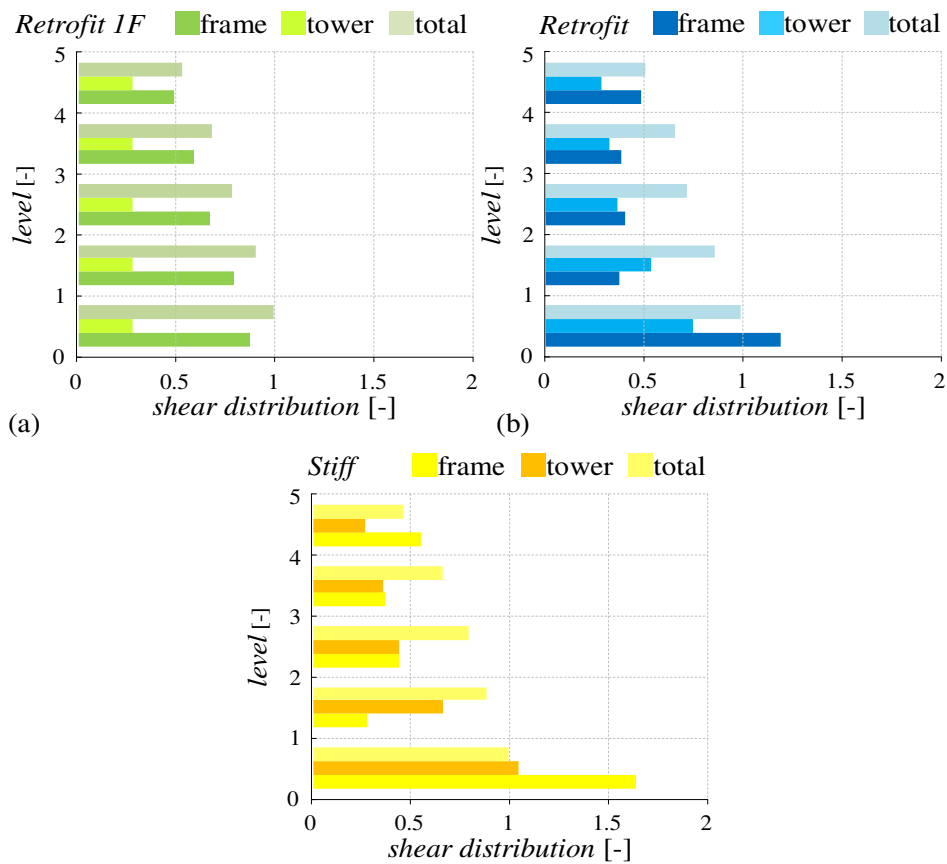 Retrofit 1F frame tower total
5
4
3
2
1
0
level [-]
0 0.5 1 1.5 2
shear distribution [-]
(a)
Retrofit frame tower total
5
4
3
2
1
0
level [-]
0 0.5 1 1.5 2
shear distribution [-]
(b)
Stiff frame tower total
5
4
3
2
1
0
level [-]
0 0.5 1 1.5 2
shear distribution [-]